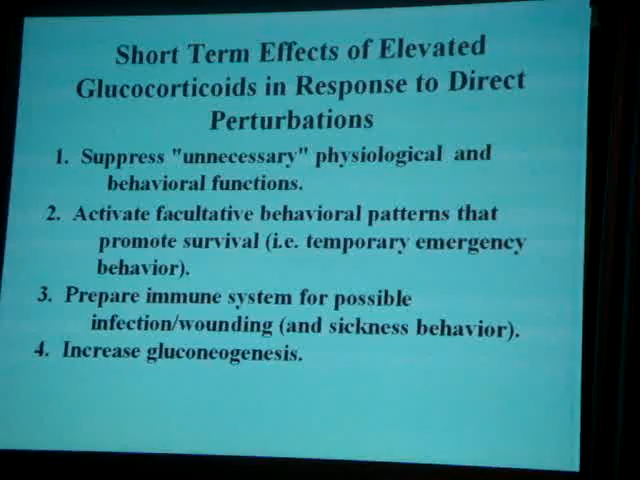 Short Term Effects of Elevated
Glucocorticoids in Response to Direct
Perturbations
1. Suppress "unnecessary" physiological and
behavioral functions.
2. Activate facultative behavioral patterns that
promote survival (i.e. temporary emergency
behavior).
3. Prepare immune system for possible
infection/wounding (and sickness behavior).
4. Increase gluconeogenesis.